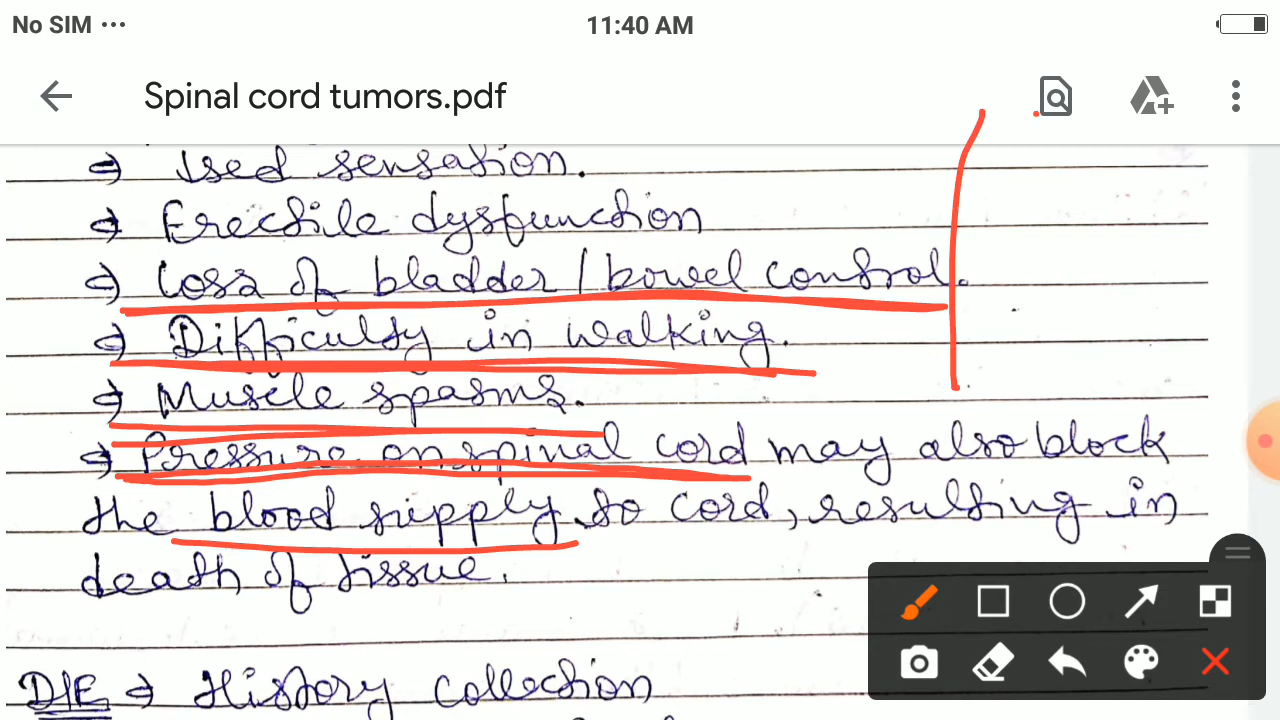 No SIM ...
11:40 AM
Spinal cord tumors.pdf
⇒ ↓sed sensation.
⇒ Erectile dysfunction
⇒ Loss of bladder / bowel control.
⇒ Difficulty in walking.
⇒ Muscle spasms.
⇒ Pressure on spinal cord may also block
the blood supply to cord, resulting in
death of tissue.
D/E ⇒ History collection